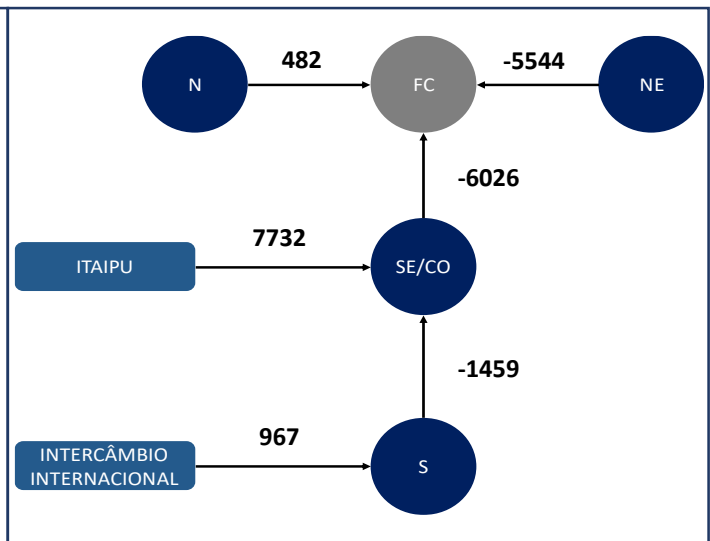 482
-5544
N
FC
NE
-6026
7732
ITAIPU
SE/CO
-1459
967
INTERCÂMBIO
INTERNACIONAL
S